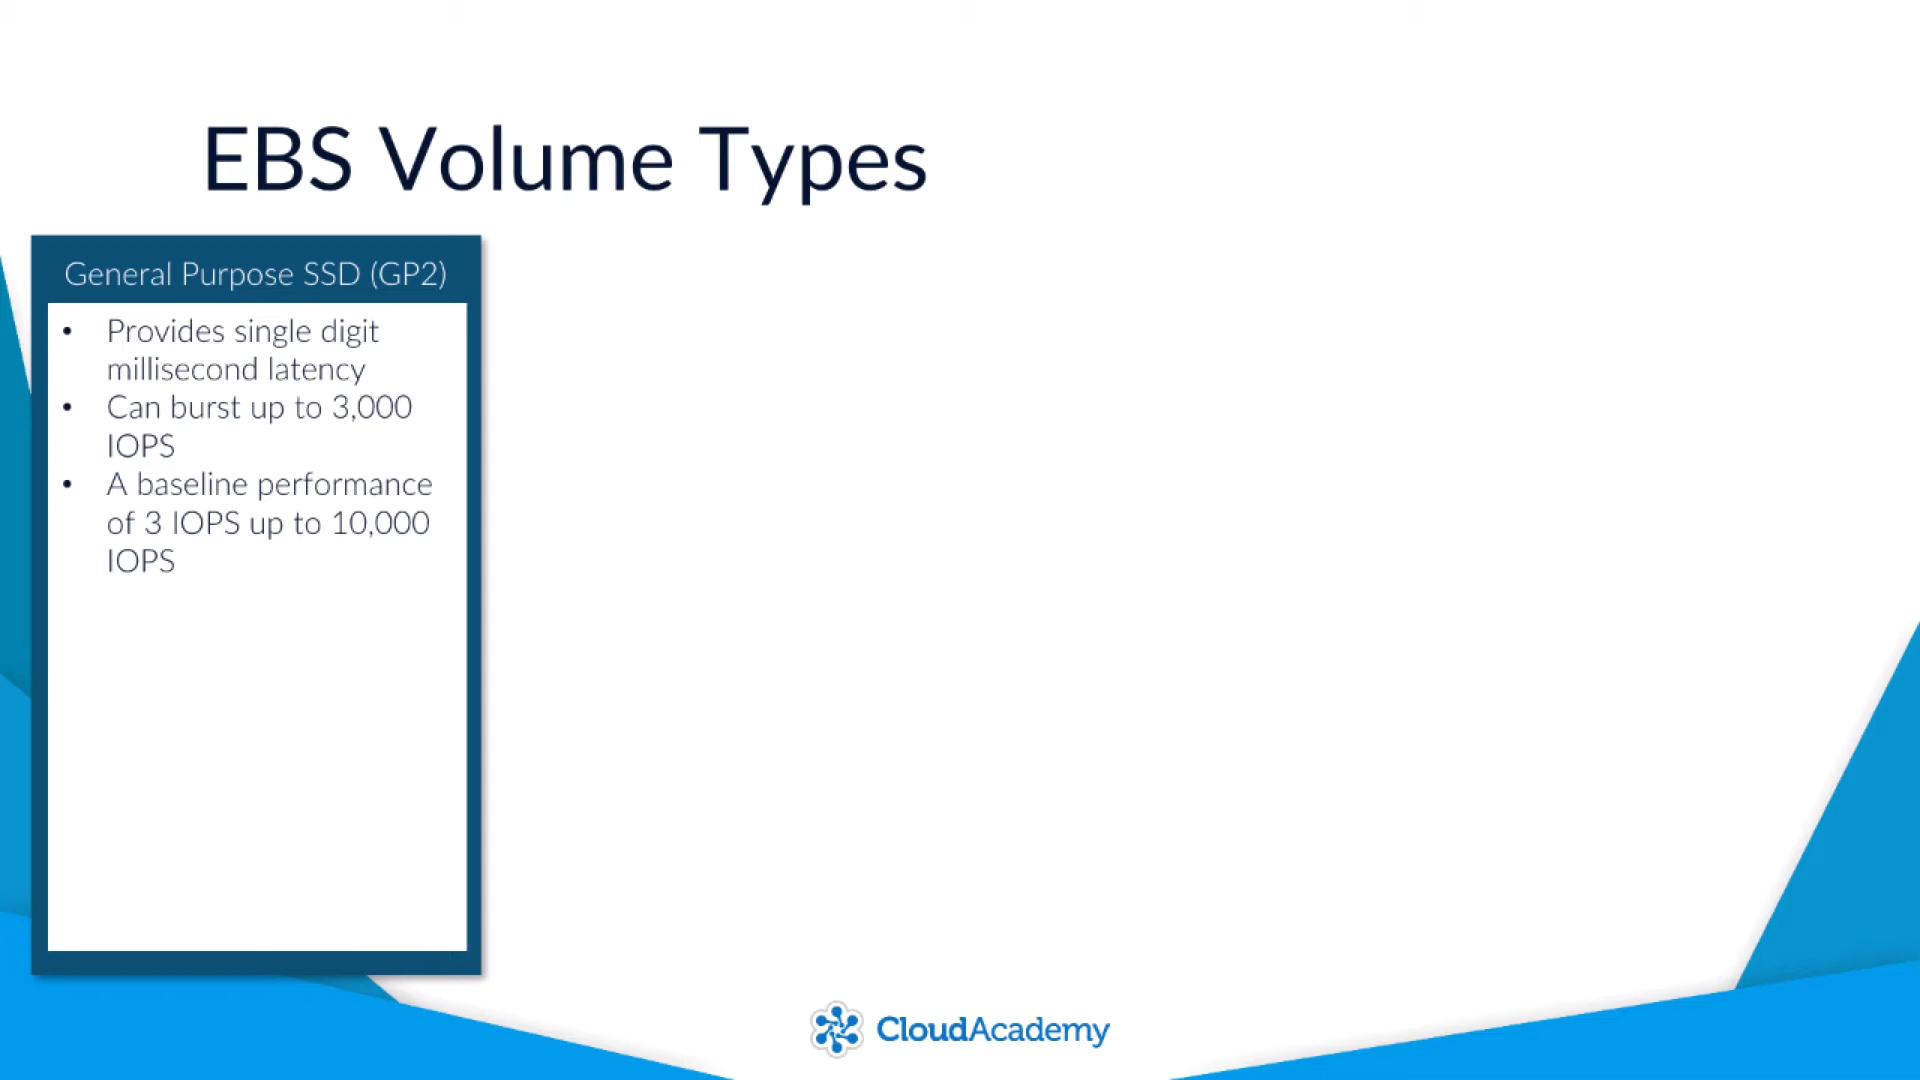 EBS Volume Types
General Purpose SSD (GP2)
• Provides single digit
millisecond latency
• Can burst up to 3,000
IOPS
• A baseline performance
of 3 IOPS up to 10,000
IOPS
CloudAcademy